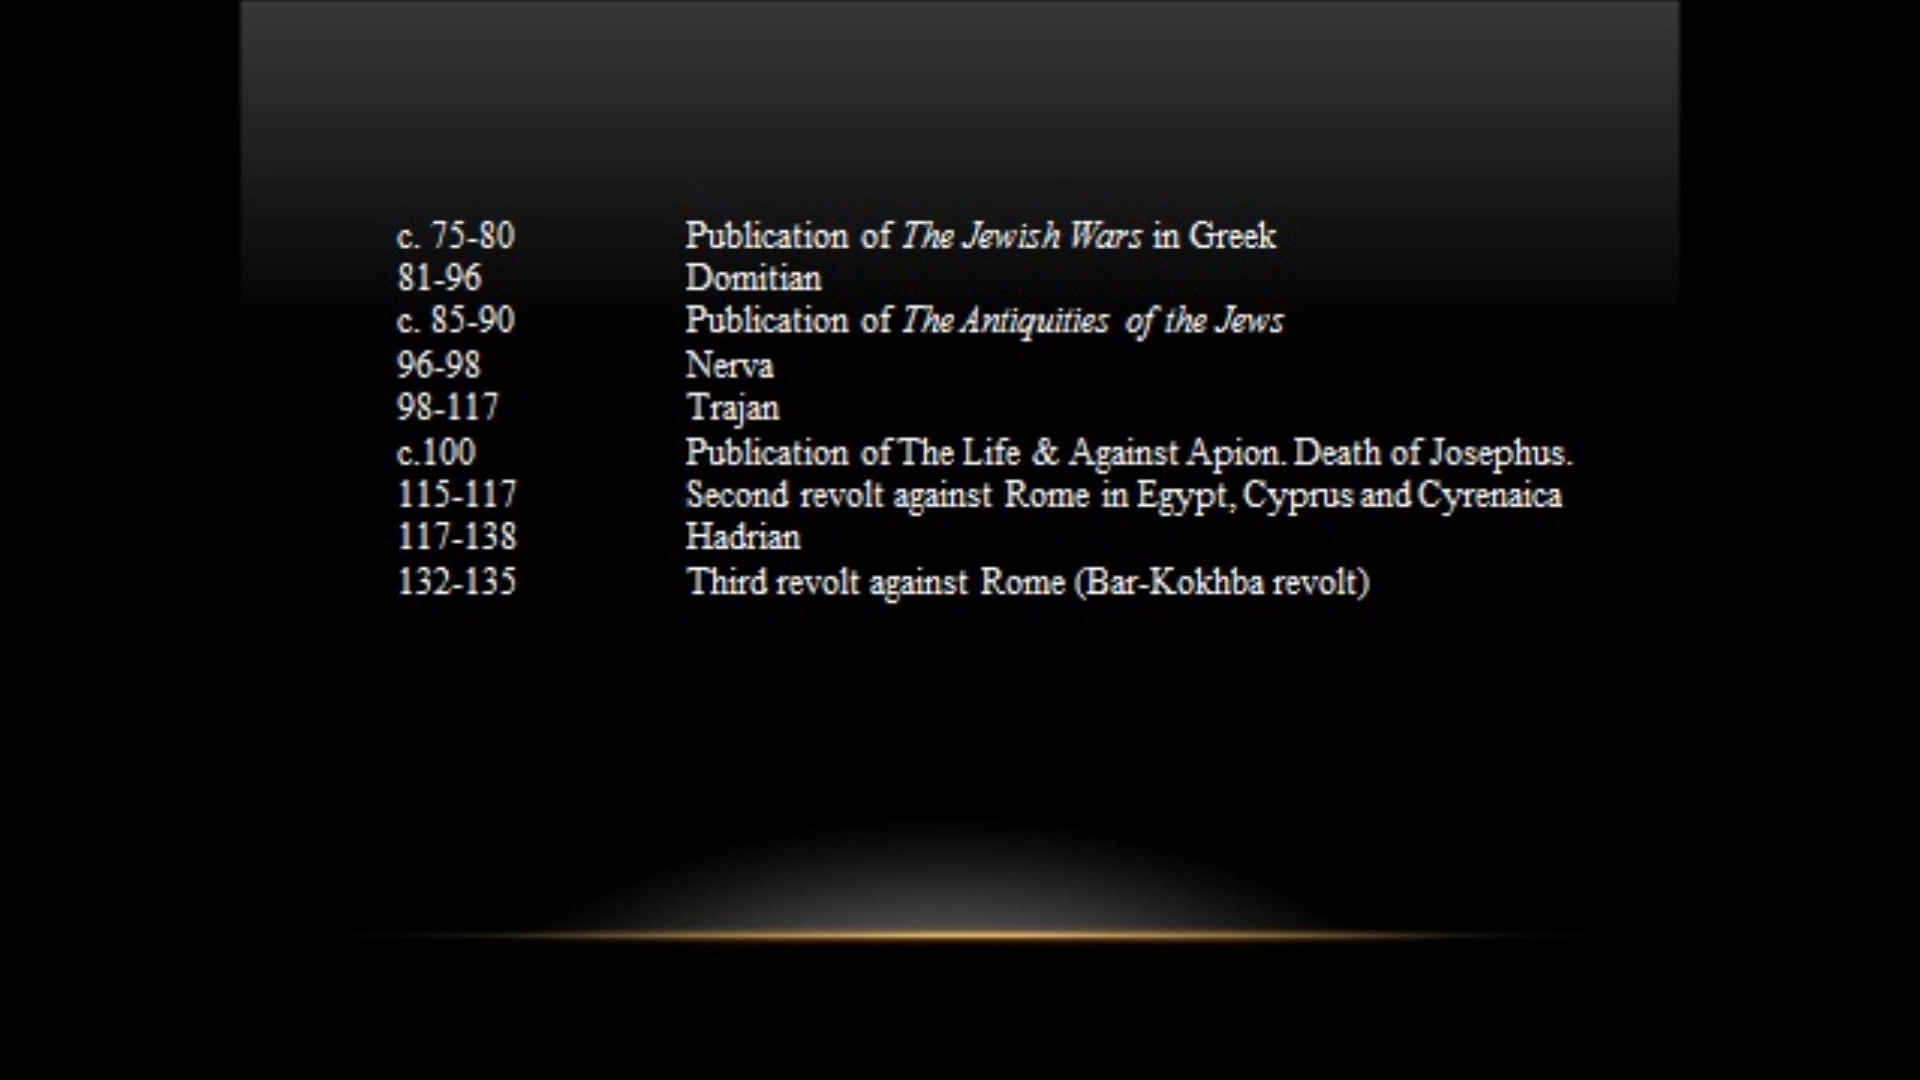 c. 75-80 Publication of The Jewish Wars in Greek
81-96 Domitian
c. 85-90 Publication of The Antiquities of the Jews
96-98 Nerva
98-117 Trajan
c.100 Publication of The Life & Against Apion. Death of Josephus.
115-117 Second revolt against Rome in Egypt, Cyprus and Cyrenaica
117-138 Hadrian
132-135 Third revolt against Rome (Bar-Kokhba revolt)